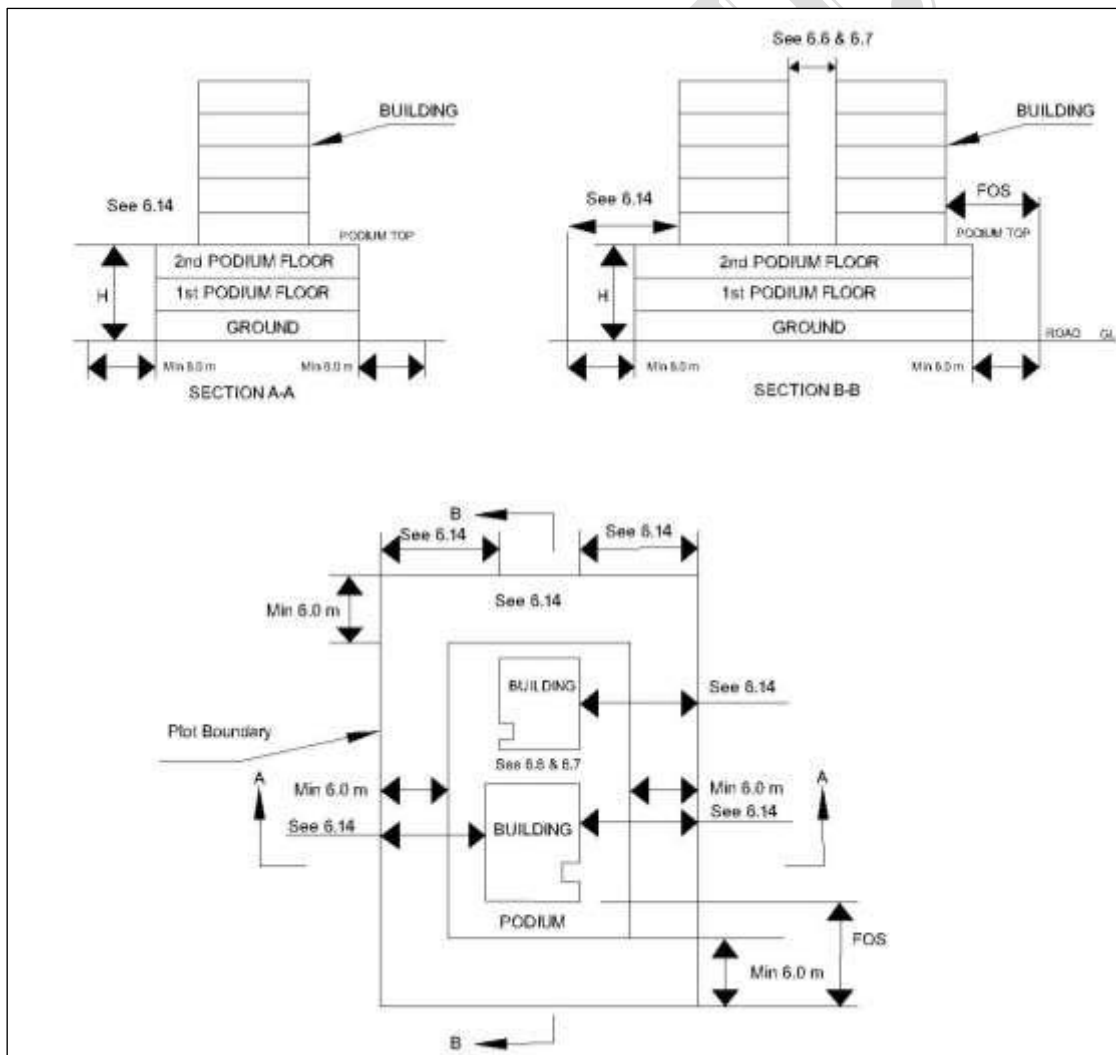 See 6.6 & 6.7
BUILDING
BUILDING
See 6.14
See 6.14
FOS
PODIUM TOP
PODIUM TOP
2nd PODIUM FLOOR
2nd PODIUM FLOOR
H
1st PODIUM FLOOR
H
1st PODIUM FLOOR
GROUND
GROUND
ROAD GL
Min 6.0 m
Min 6.0 m
Min 6.0 m
Min 6.0 m
SECTION A-A
SECTION B-B
B
See 6.14
See 6.14
Min 6.0 m
See 6.14
BUILDING
See 6.14
Plot Boundary
See 6.6 & 6.7
A
Min 6.0 m
Min 6.0 m
A
See 6.14
BUILDING
See 6.14
PODIUM
FOS
Min 6.0 m
B